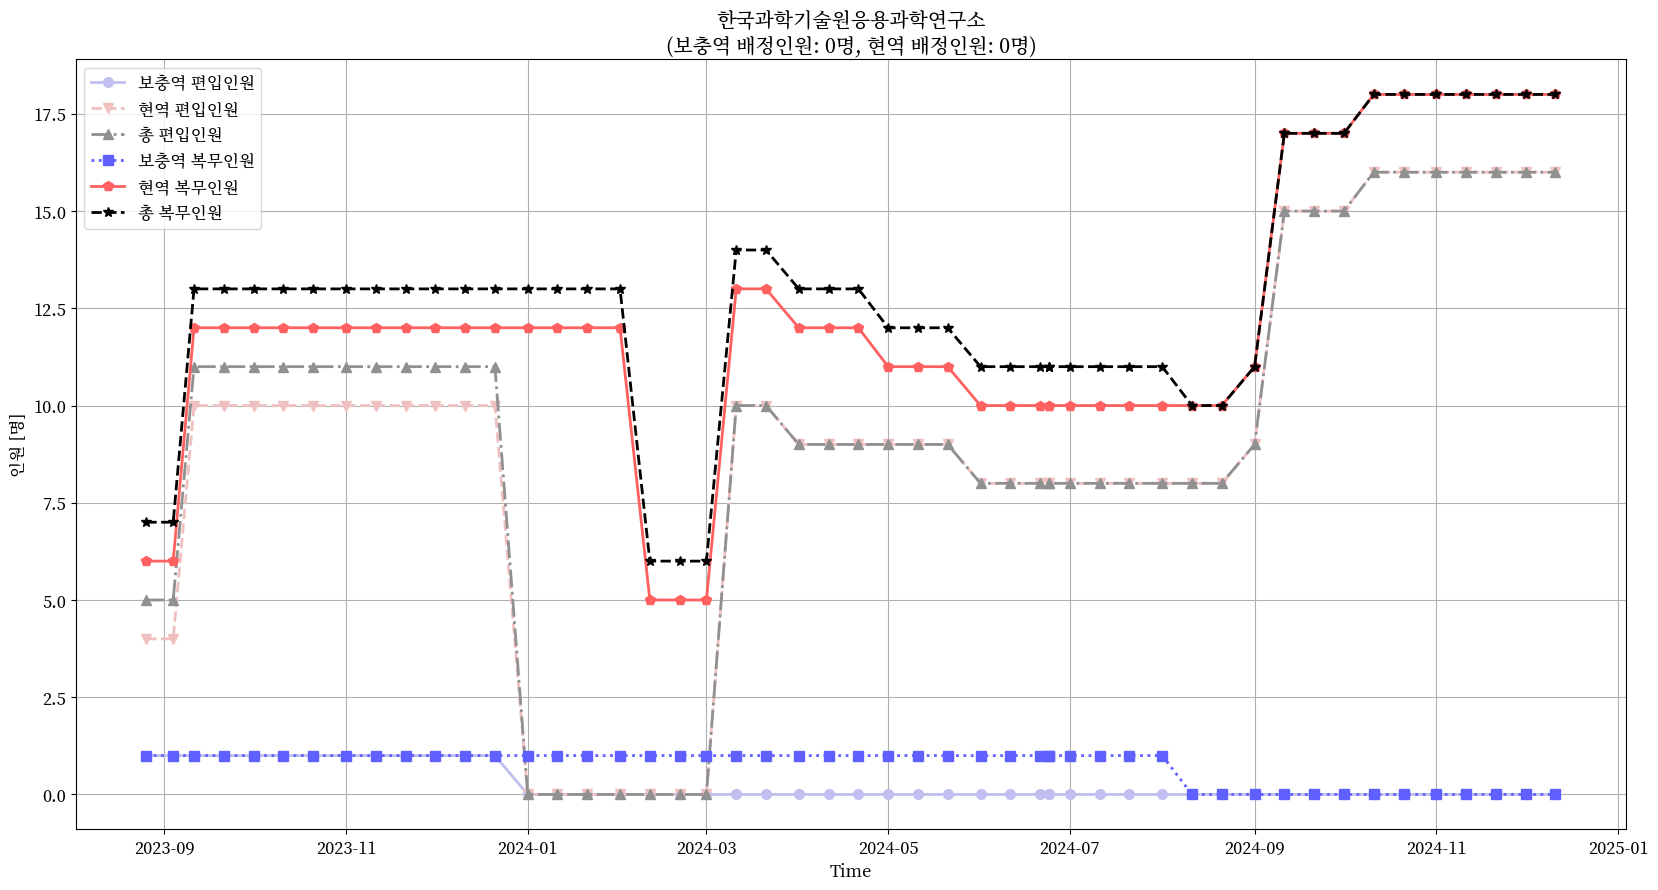 한국과학기술원응용과학연구소
(보충역 배정인원: 0명, 현역 배정인원: 0명)
보충역 편입인원
현역 편입인원
총 편입인원
보충역 복무인원
현역 복무인원
총 복무인원
17.5
15.0
12.5
10.0
7.5
5.0
2.5
0.0
인원 [명]
2023-09 2023-11 2024-01 2024-03 2024-05 2024-07 2024-09 2024-11 2025-01
Time